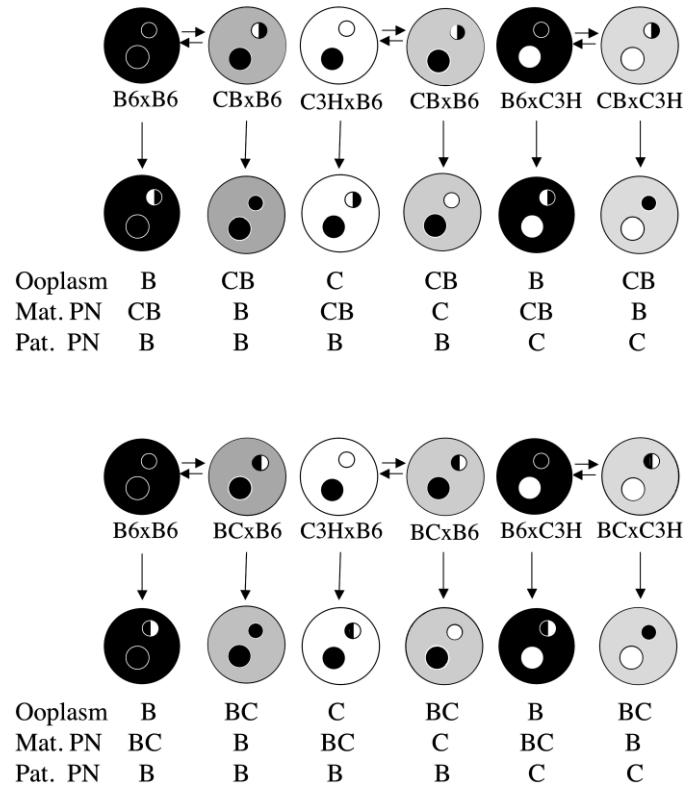 B6xB6 CBxB6 C3HxB6 CBxB6 B6xC3H CBxC3H
Ooplasm B CB C CB B CB
Mat. PN CB B CB C CB B
Pat. PN B B B B C C
B6xB6 BCxB6 C3HxB6 BCxB6 B6xC3H BCxC3H
Ooplasm B BC C BC B BC
Mat. PN BC B BC C BC B
Pat. PN B B B B C C